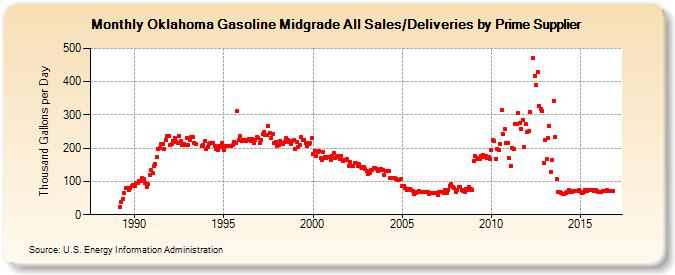 Monthly Oklahoma Gasoline Midgrade All Sales/Deliveries by Prime Supplier
Thousand Gallons per Day
500
400
300
200
100
0
1990 1995 2000 2005 2010 2015
Source: U.S. Energy Information Administration